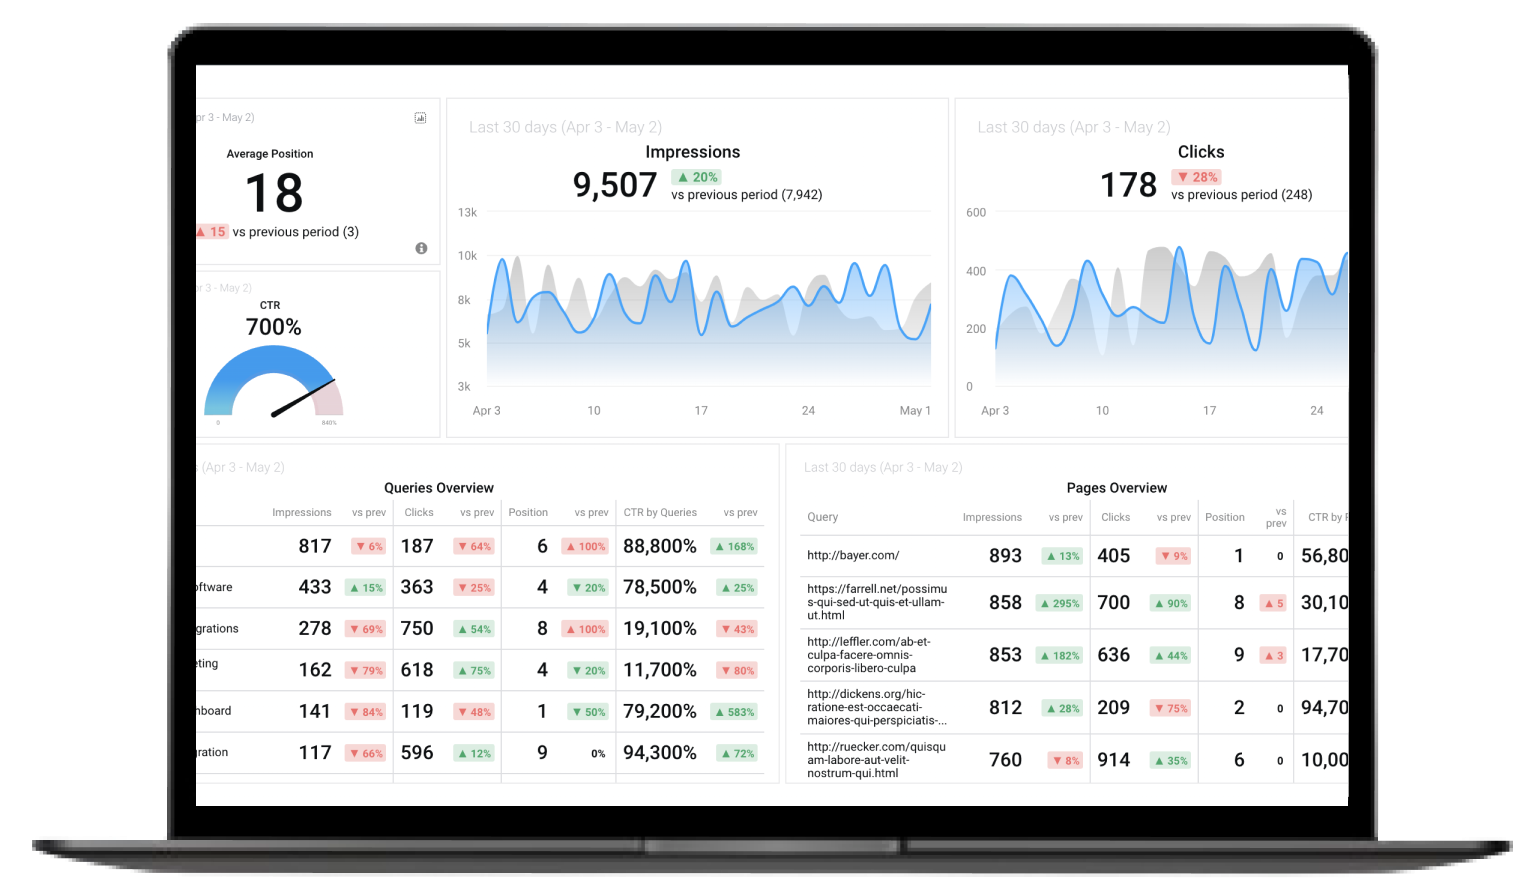 pr 3 - May 2)
Average Position
18
▲ 15 vs previous period (3)
pr 3 - May 2)
CTR
700%
0 840%
Last 30 days (Apr 3 - May 2)
Impressions
9,507 ▲ 20%
vs previous period (7,942)
13k
10k
8k
5k
3k
Apr 3 10 17 24 May 1
Last 30 days (Apr 3 - May 2)
Clicks
178 ▼ 28%
vs previous period (248)
600
400
200
0
Apr 3 10 17 24
s (Apr 3 - May 2)
Queries Overview
Impressions vs prev Clicks vs prev Position vs prev CTR by Queries vs prev
817 ▼ 6% 187 ▼ 64% 6 ▲ 100% 88,800% ▲ 168%
oftware 433 ▲ 15% 363 ▼ 25% 4 ▼ 20% 78,500% ▲ 25%
grations 278 ▼ 69% 750 ▲ 54% 8 ▲ 100% 19,100% ▼ 43%
eting 162 ▼ 79% 618 ▲ 75% 4 ▼ 20% 11,700% ▼ 80%
hboard 141 ▼ 84% 119 ▼ 48% 1 ▼ 50% 79,200% ▲ 583%
ration 117 ▼ 66% 596 ▲ 12% 9 0% 94,300% ▲ 72%
Last 30 days (Apr 3 - May 2)
Pages Overview
Query Impressions vs prev Clicks vs prev Position vs prev CTR by
http://bayer.com/ 893 ▲ 13% 405 ▼ 9% 1 0 56,80
https://farrell.net/possimu
s-qui-sed-ut-quis-et-ullam- 858 ▲ 295% 700 ▲ 90% 8 ▲ 5 30,10
ut.html
http://leffler.com/ab-et-
culpa-facere-omnis- 853 ▲ 182% 636 ▲ 44% 9 ▲ 3 17,70
corporis-libero-culpa
http://dickens.org/hic-
ratione-est-occaecati- 812 ▲ 28% 209 ▼ 75% 2 0 94,70
maiores-qui-perspiciatis-...
http://ruecker.com/quisqu
am-labore-aut-velit- 760 ▼ 8% 914 ▲ 35% 6 0 10,00
nostrum-qui.html